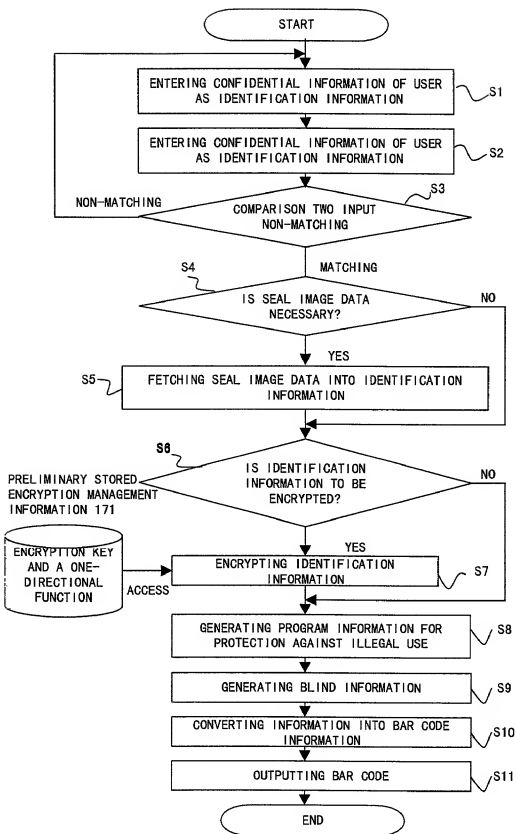 START
ENTERING CONFIDENTIAL INFORMATION OF USER
AS IDENTIFICATION INFORMATION
S1
ENTERING CONFIDENTIAL INFORMATION OF USER
AS IDENTIFICATION INFORMATION
S2
NON-MATCHING
S3
COMPARISON TWO INPUT
NON-MATCHING
MATCHING
S4
IS SEAL IMAGE DATA
NECESSARY?
NO
YES
S5
FETCHING SEAL IMAGE DATA INTO IDENTIFICATION
INFORMATION
S6
IS IDENTIFICATION
INFORMATION TO BE
ENCRYPTED?
NO
PRELIMINARY STORED
ENCRYPTION MANAGEMENT
INFORMATION 171
YES
ENCRYPTION KEY
AND A ONE-
DIRECTIONAL
FUNCTION
ACCESS
ENCRYPTING IDENTIFICATION
INFORMATION
S7
GENERATING PROGRAM INFORMATION FOR
PROTECTION AGAINST ILLEGAL USE
S8
GENERATING BLIND INFORMATION
S9
CONVERTING INFORMATION INTO BAR CODE
INFORMATION
S10
OUTPUTTING BAR CODE
S11
END